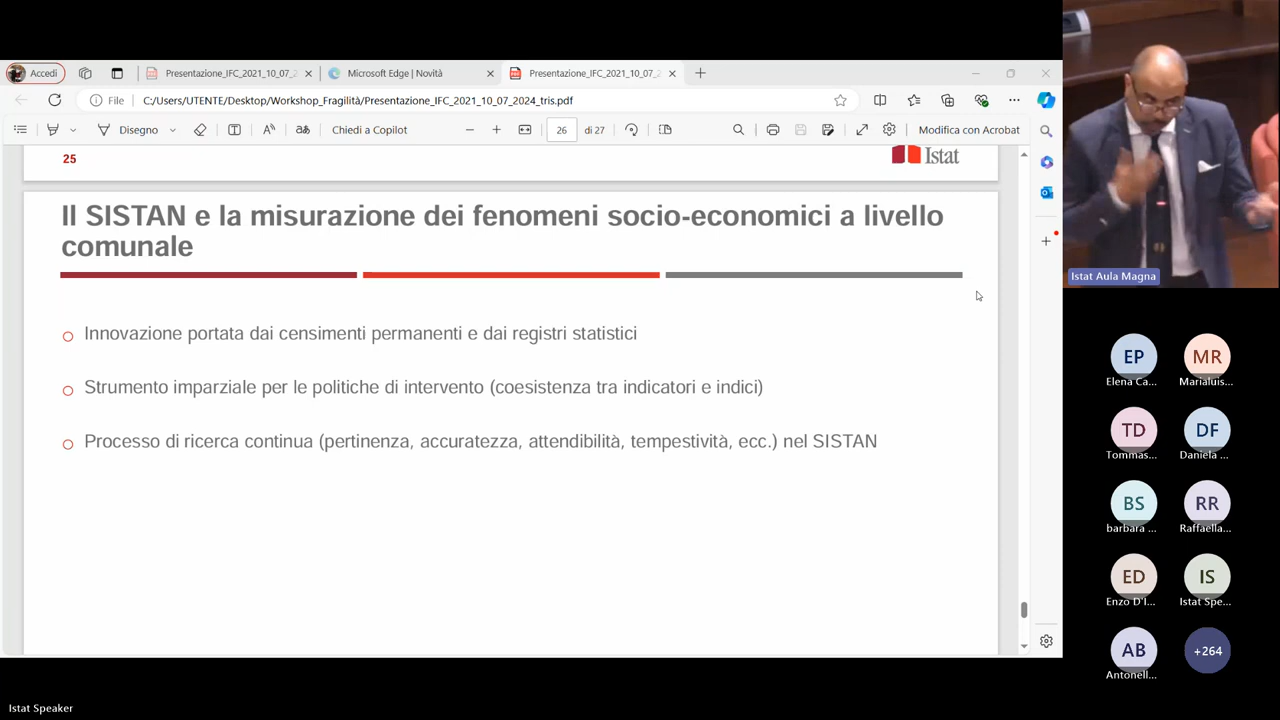 Accedi
Presentazione_IFC_2021_10_07_2
Microsoft Edge | Novità
Presentazione_IFC_2021_10_07_2
File
C:/Users/UTENTE/Desktop/Workshop_Fragilità/Presentazione_IFC_2021_10_07_2024_tris.pdf
Disegno
Chiedi a Copilot
26
di 27
Modifica con Acrobat
25
Istat
Il SISTAN e la misurazione dei fenomeni socio-economici a livello
comunale
Innovazione portata dai censimenti permanenti e dai registri statistici
Strumento imparziale per le politiche di intervento (coesistenza tra indicatori e indici)
Processo di ricerca continua (pertinenza, accuratezza, attendibilità, tempestività, ecc.) nel SISTAN
Istat Aula Magna
EP
MR
Elena Ca...
Marialuis...
TD
DF
Tommas...
Daniela ...
BS
RR
barbara ...
Raffaella...
ED
IS
Enzo D'I...
Istat Spe...
AB
+264
Antonell...
Istat Speaker